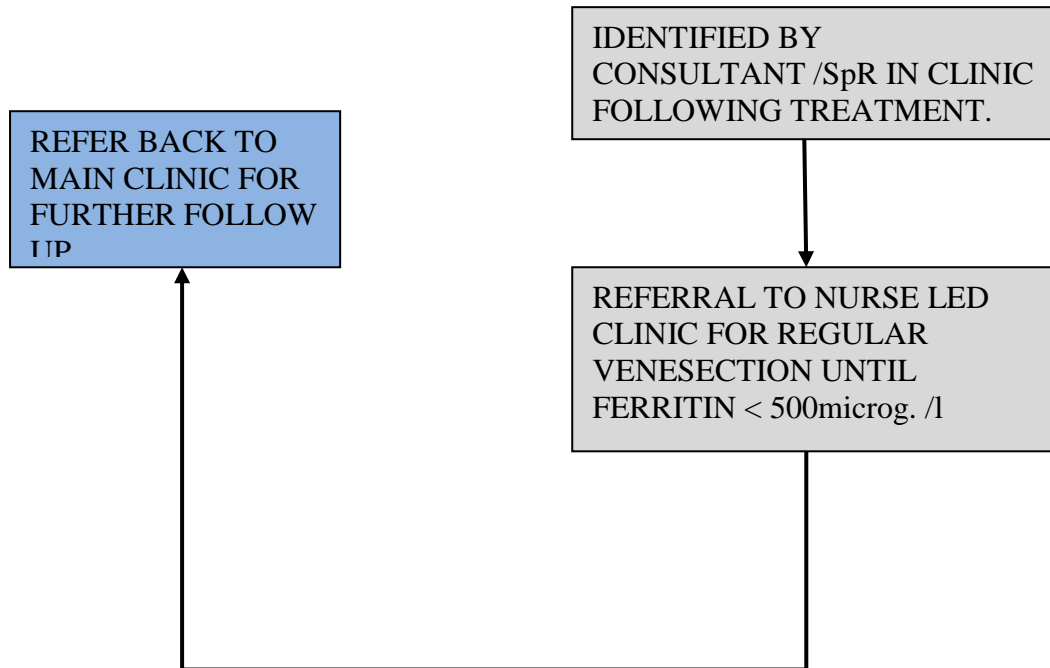 IDENTIFIED BY
CONSULTANT /SpR IN CLINIC
FOLLOWING TREATMENT.
REFERRAL TO NURSE LED
CLINIC FOR REGULAR
VENESECTION UNTIL
FERRITIN < 500microg. /l
REFER BACK TO
MAIN CLINIC FOR
FURTHER FOLLOW
UP